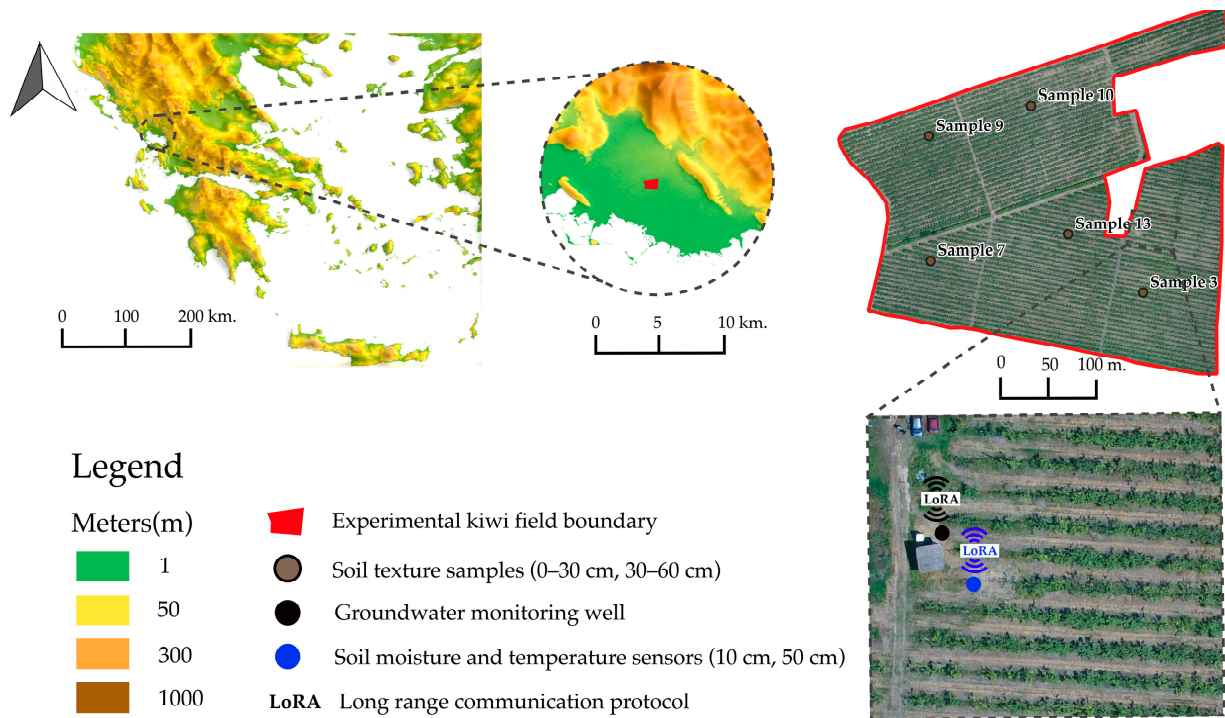 Sample 10
Sample 9
Sample 13
Sample 7
Sample 3
0 100 200 km.
0 5 10 km.
0 50 100 m.
LoRA
LoRA
Legend
Meters(m)
1
50
300
1000
Experimental kiwi field boundary
Soil texture samples (0–30 cm, 30–60 cm)
Groundwater monitoring well
Soil moisture and temperature sensors (10 cm, 50 cm)
LoRA Long range communication protocol